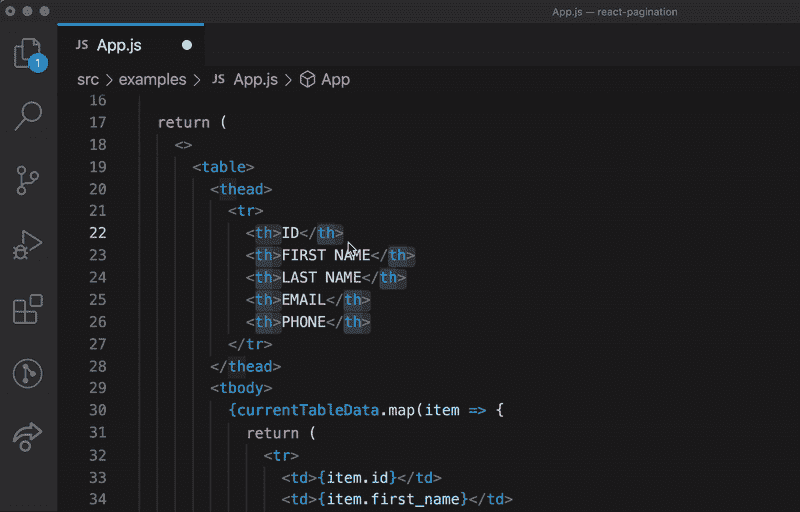 App.js — react-pagination
JS App.js
1
src > examples > JS App.js > App
16
17 return (
18 <>
19 <table>
20 <thead>
21 <tr>
22 <th>ID</th>
23 <th>FIRST NAME</th>
24 <th>LAST NAME</th>
25 <th>EMAIL</th>
26 <th>PHONE</th>
27 </tr>
28 </thead>
29 <tbody>
30 {currentTableData.map(item => {
31 return (
32 <tr>
33 <td>{item.id}</td>
34 <td>{item.first_name}</td>